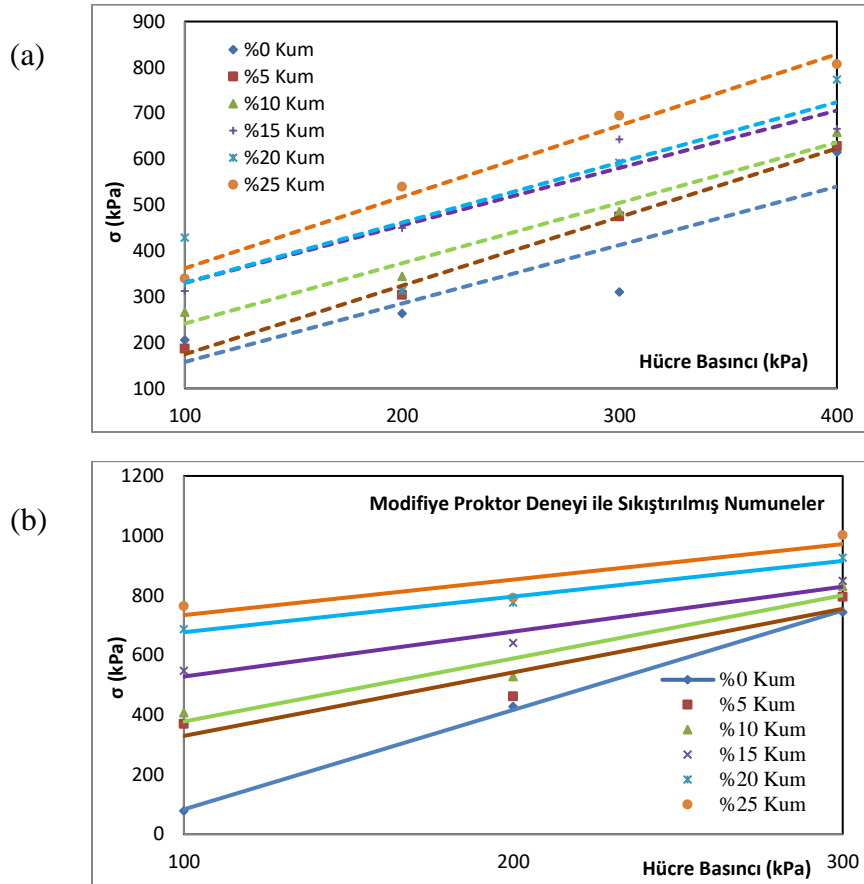 (a)
900
800
700
600
500
400
300
200
100
σ (kPa)
%0 Kum
%5 Kum
%10 Kum
%15 Kum
%20 Kum
%25 Kum
Hücre Basıncı (kPa)
100 200 300 400
(b)
1200
1000
800
600
400
200
0
σ (kPa)
Modifiye Proktor Deneyi ile Sıkıştırılmış Numuneler
%0 Kum
%5 Kum
%10 Kum
%15 Kum
%20 Kum
%25 Kum
100 200 300
Hücre Basıncı (kPa)